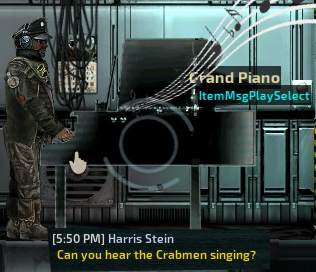 Grand Piano
ItemMsgPlaySelect
[5:50 PM] Harris Stein
Can you hear the Crabmen singing?